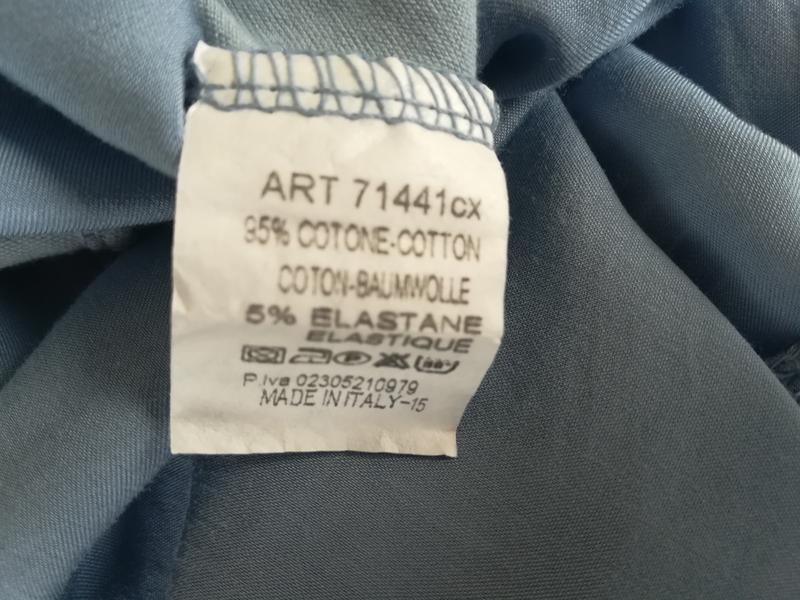 ART 71441cx
95% COTONE-COTTON
COTON-BAUMWOLLE
5% ELASTANE
ELASTIQUE
P.Iva 02305210979
MADE IN ITALY-15